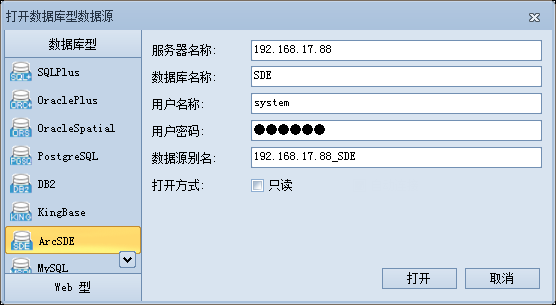 打开数据库型数据源
数据库型
SQLPlus
OraclePlus
OracleSpatial
PostgreSQL
DB2
KingBase
ArcSDE
MySQL
Web 型
服务器名称: 192.168.17.88
数据库名称: SDE
用户名称: system
用户密码: ●●●●●●
数据源别名: 192.168.17.88_SDE
打开方式: 只读
打开 取消